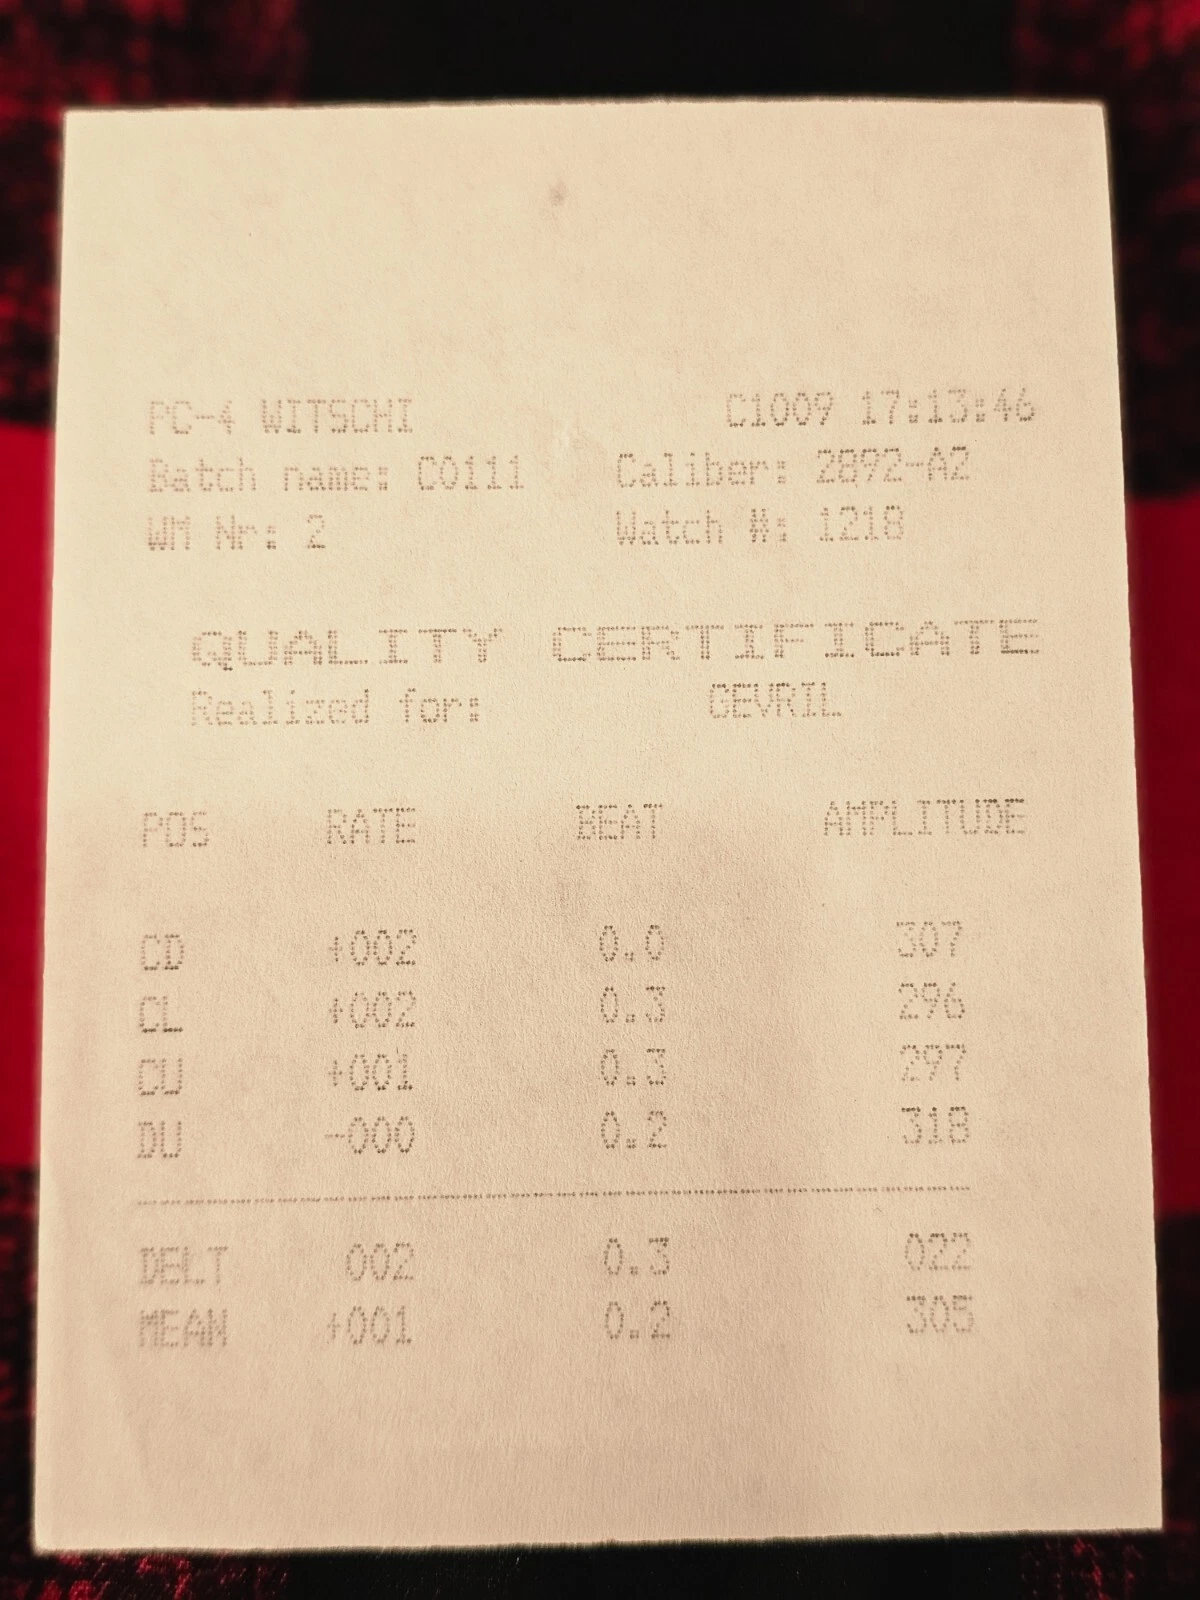 PC-4 WITSCHI C1009 17:13:46
Batch name: CO111 Caliber: 2892-A2
WM Nr: 2 Watch #: 1218
QUALITY CERTIFICATE
Realized for: GEVRIL
POS RATE BEAT AMPLITUDE
CD +002 0.0 307
CL +002 0.3 296
CU +001 0.3 297
DU -000 0.2 318
DELT 002 0.3 022
MEAN +001 0.2 305